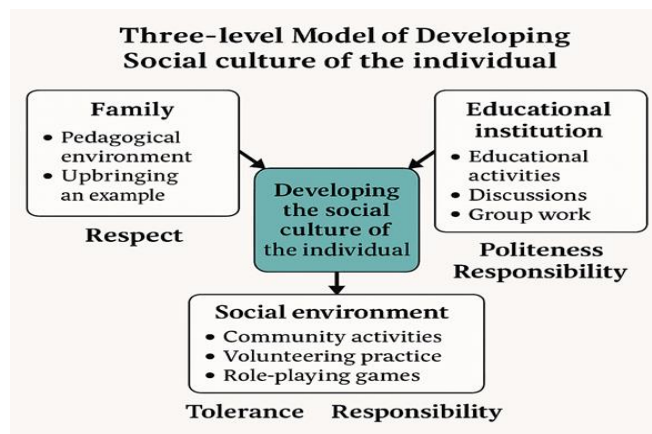 Three-level Model of Developing
Social culture of the individual
Family
• Pedagogical
environment
• Upbringing
an example
Respect
Educational
institution
• Educational
activities
• Discussions
• Group work
Politeness
Responsibility
Developing
the social
culture of
the individual
Social environment
• Community activities
• Volunteering practice
• Role-playing games
Tolerance Responsibility